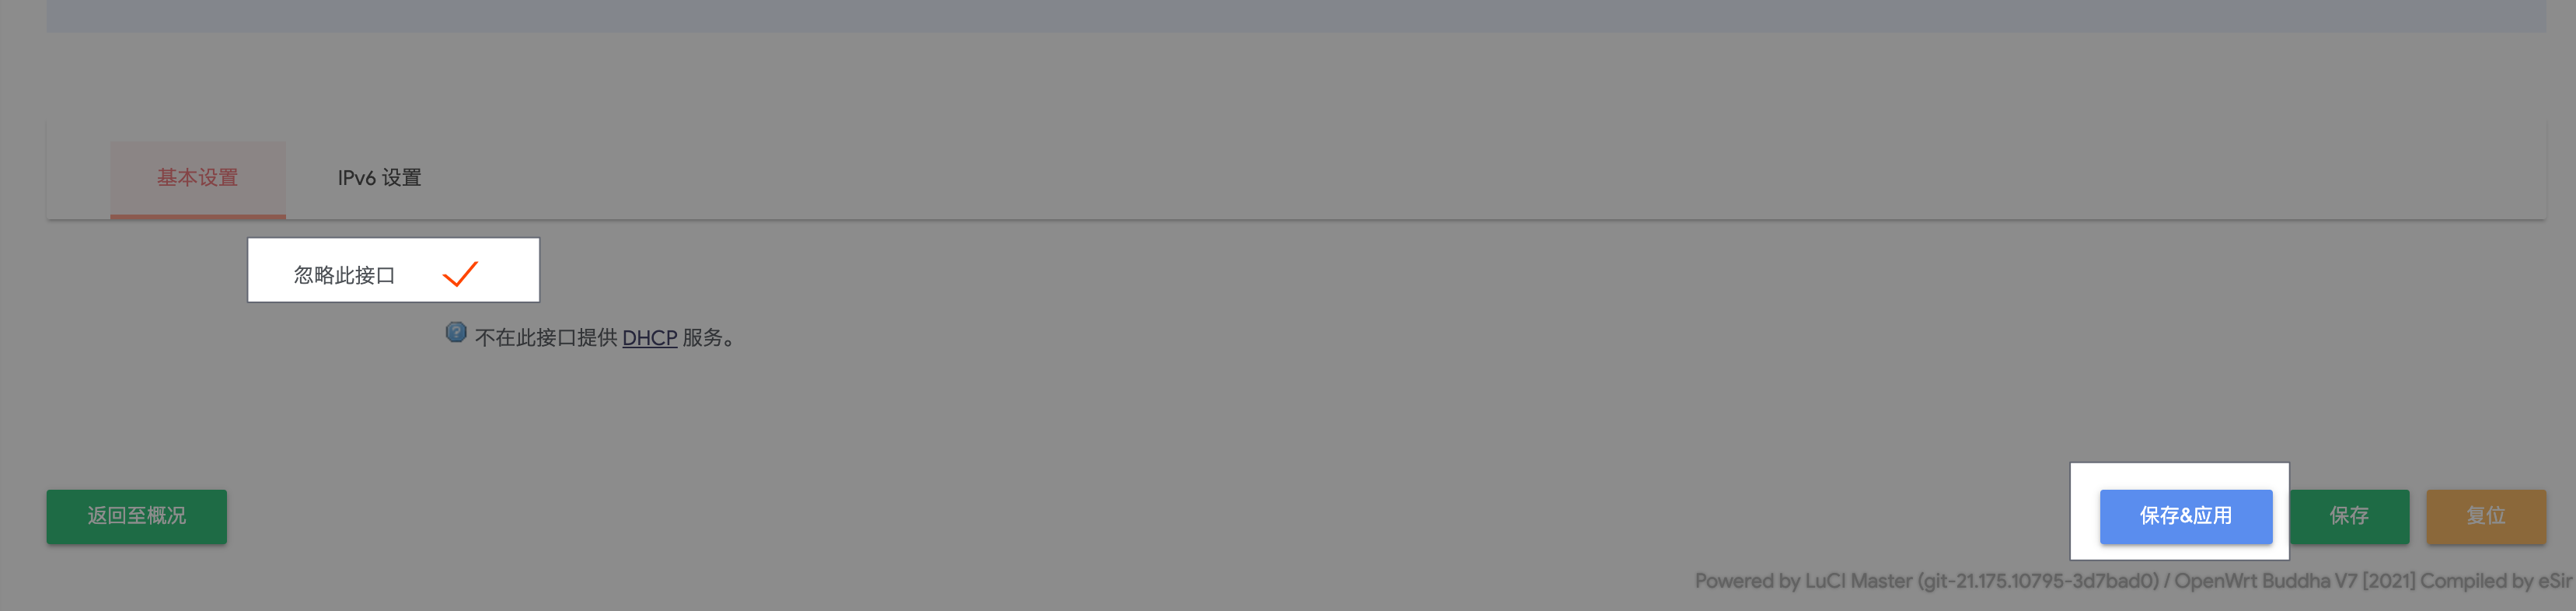 基本设置 IPv6 设置
忽略此接口
不在此接口提供 DHCP 服务。
返回至概况 保存&应用 保存 复位
Powered by LuCI Master (git-21.175.10795-3d7bad0) / OpenWrt Buddha V7 [2021] Compiled by eSir